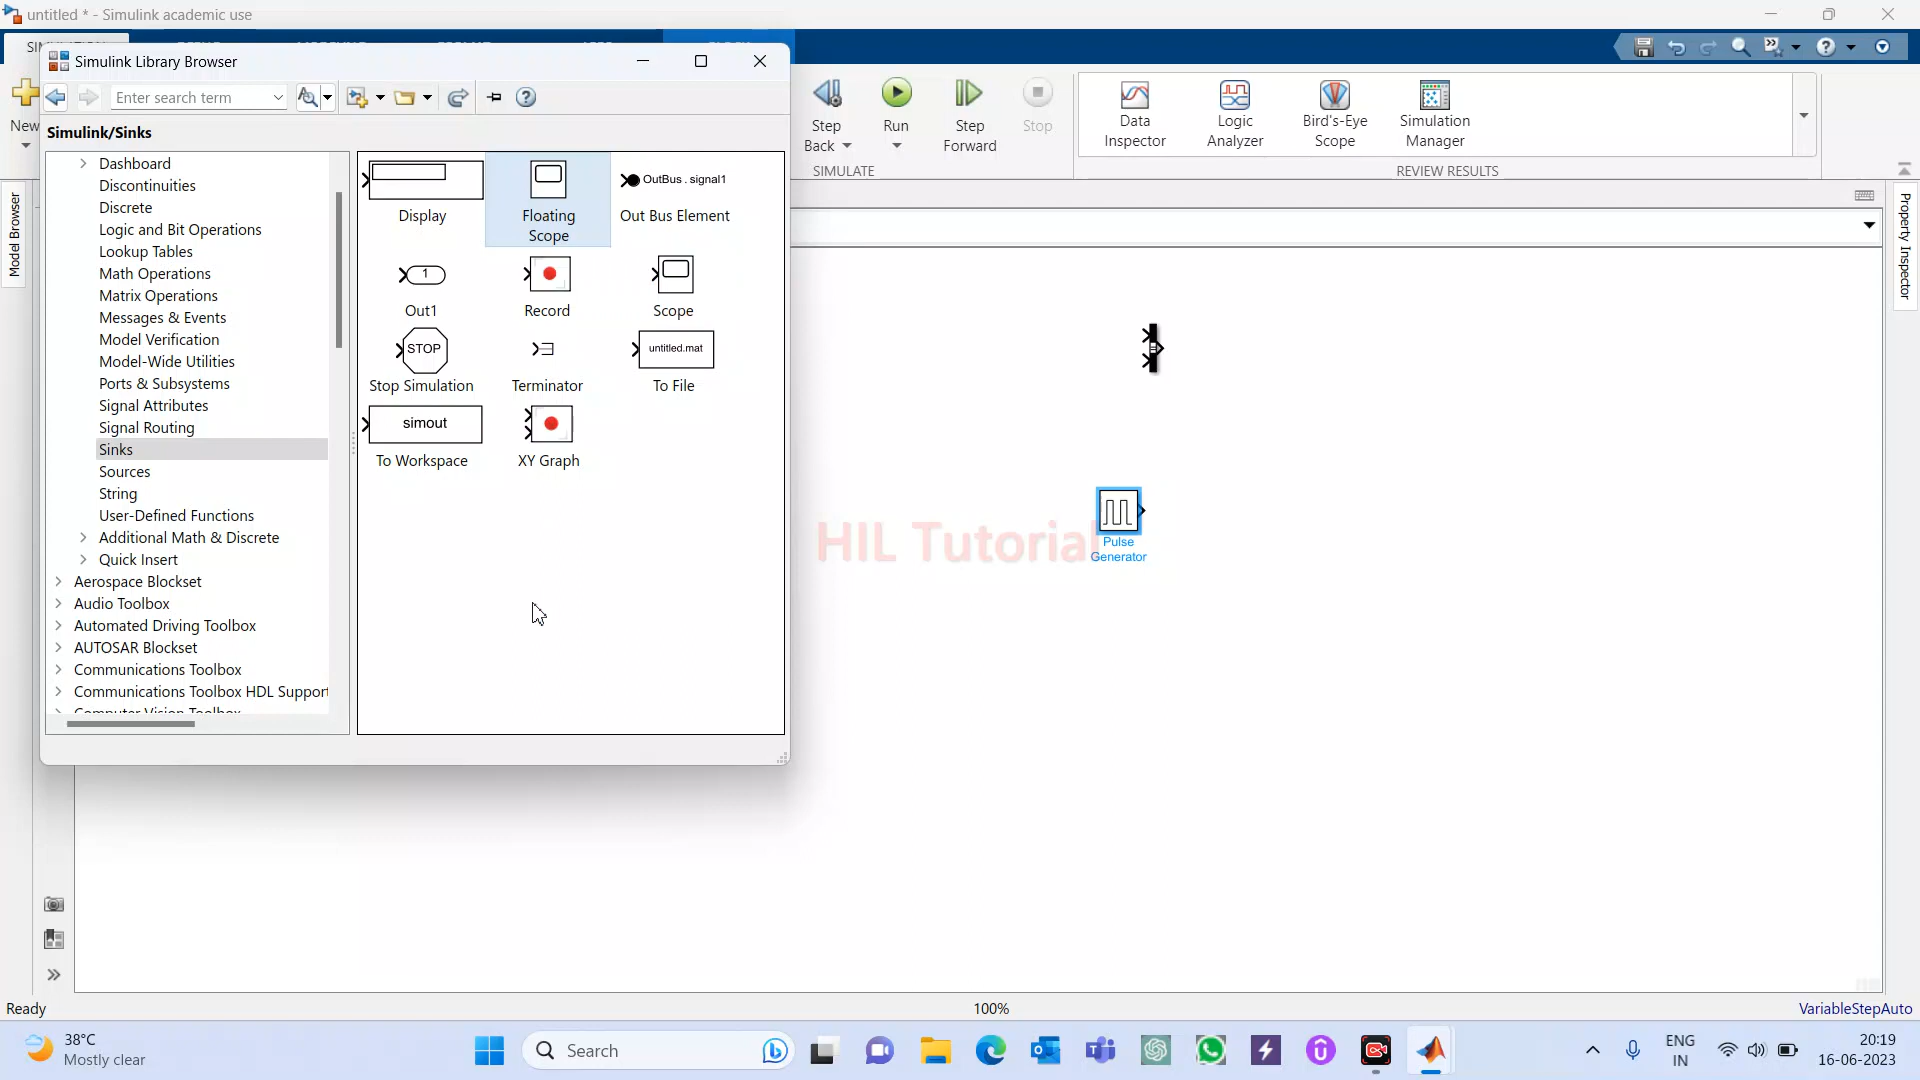 untitled * - Simulink academic use
Simulink Library Browser
Enter search term
New
Simulink/Sinks
Dashboard
Discontinuities
Discrete
Logic and Bit Operations
Lookup Tables
Math Operations
Matrix Operations
Messages & Events
Model Verification
Model-Wide Utilities
Ports & Subsystems
Signal Attributes
Signal Routing
Sinks
Sources
String
User-Defined Functions
Additional Math & Discrete
Quick Insert
Aerospace Blockset
Audio Toolbox
Automated Driving Toolbox
AUTOSAR Blockset
Communications Toolbox
Communications Toolbox HDL Support
Computer Vision Toolbox
Display
Floating
Scope
OutBus . signal1
Out Bus Element
1
Out1
Record
Scope
STOP
Stop Simulation
Terminator
untitled.mat
To File
simout
To Workspace
XY Graph
Step
Back
Run
Step
Forward
Stop
SIMULATE
Data
Inspector
Logic
Analyzer
Bird's-Eye
Scope
Simulation
Manager
REVIEW RESULTS
Model Browser
Property Inspector
HIL Tutorial
Pulse
Generator
Ready
100%
VariableStepAuto
38°C
Mostly clear
Search
ENG
IN
20:19
16-06-2023